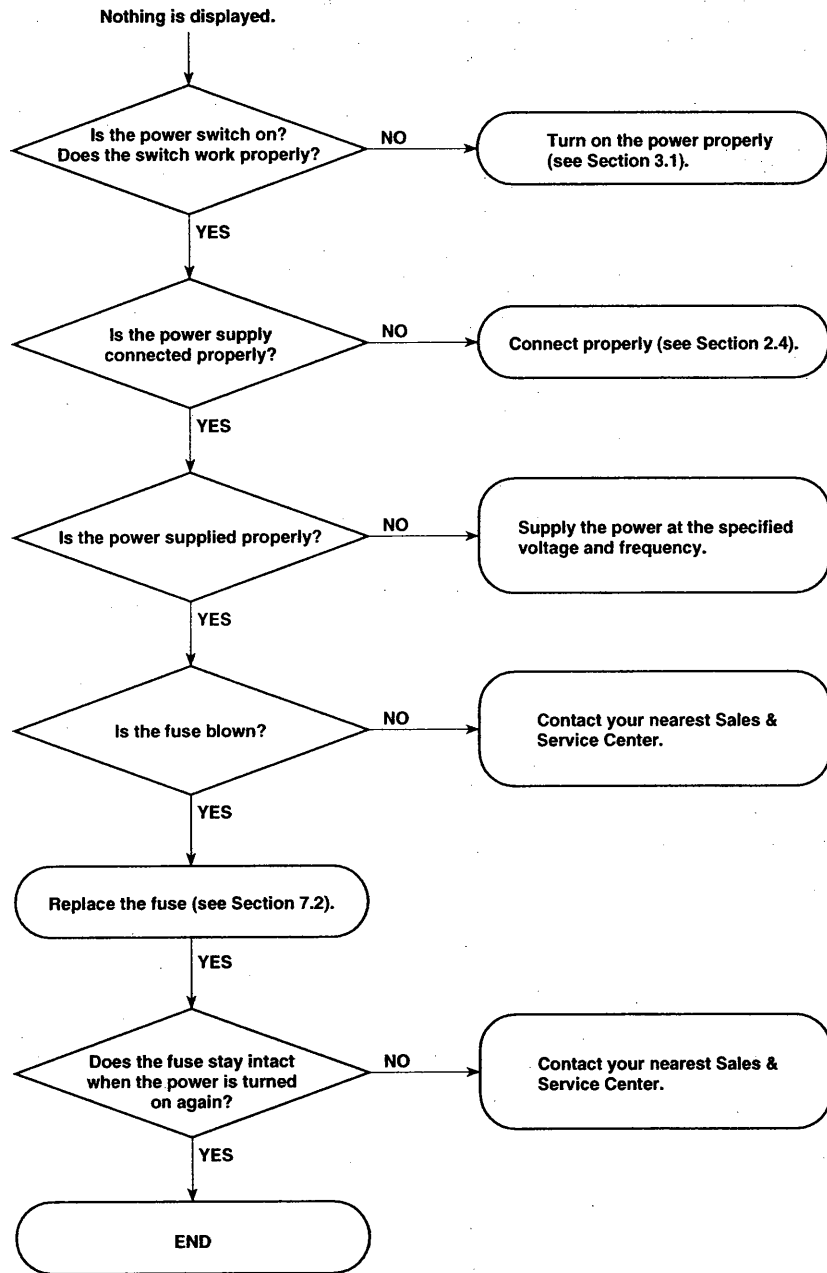 Nothing is displayed.
Is the power switch on?
Does the switch work properly?
NO
Turn on the power properly
(see Section 3.1).
YES
Is the power supply
connected properly?
NO
Connect properly (see Section 2.4).
YES
Is the power supplied properly?
NO
Supply the power at the specified
voltage and frequency.
YES
Is the fuse blown?
NO
Contact your nearest Sales &
Service Center.
YES
Replace the fuse (see Section 7.2).
YES
Does the fuse stay intact
when the power is turned
on again?
NO
Contact your nearest Sales &
Service Center.
YES
END